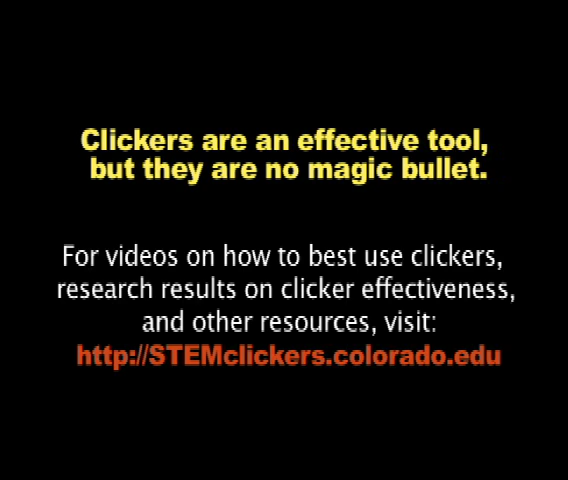 Clickers are an effective tool,
but they are no magic bullet.
For videos on how to best use clickers,
research results on clicker effectiveness,
and other resources, visit:
http://STEMclickers.colorado.edu